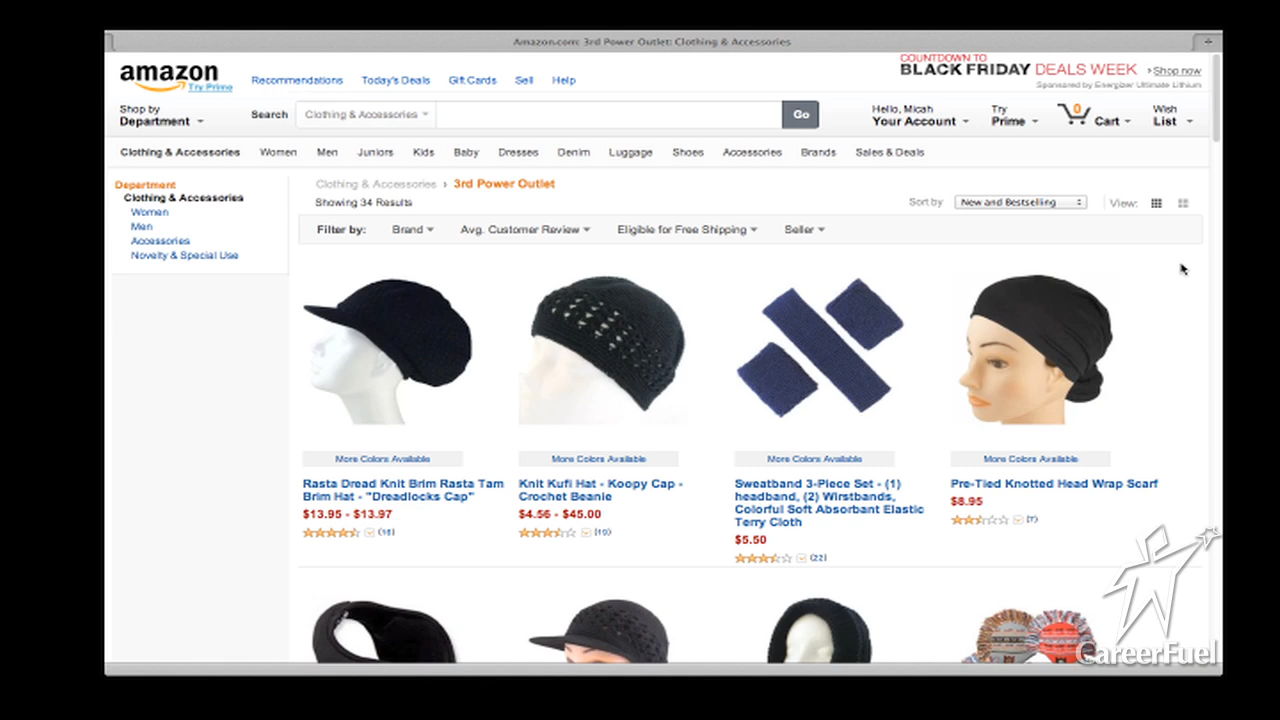 Amazon.com: 3rd Power Outlet: Clothing & Accessories
amazon
Try Prime
Recommendations Today's Deals Gift Cards Sell Help
COUNTDOWN TO
BLACK FRIDAY DEALS WEEK Shop now
Sponsored by Energizer Ultimate Lithium
Shop by
Department
Search Clothing & Accessories Go
Hello, Micah
Your Account
Try
Prime
0
Cart
Wish
List
Clothing & Accessories Women Men Juniors Kids Baby Dresses Denim Luggage Shoes Accessories Brands Sales & Deals
Department
Clothing & Accessories
Women
Men
Accessories
Novelty & Special Use
Clothing & Accessories › 3rd Power Outlet
Showing 34 Results
Sort by New and Bestselling View:
Filter by: Brand Avg. Customer Review Eligible for Free Shipping Seller
More Colors Available
Rasta Dread Knit Brim Rasta Tam
Brim Hat - "Dreadlocks Cap"
$13.95 - $13.97
(16)
More Colors Available
Knit Kufi Hat - Koopy Cap -
Crochet Beanie
$4.56 - $45.00
(19)
More Colors Available
Sweatband 3-Piece Set - (1)
headband, (2) Wirstbands,
Colorful Soft Absorbant Elastic
Terry Cloth
$5.50
(22)
More Colors Available
Pre-Tied Knotted Head Wrap Scarf
$8.95
(7)
CareerFuel